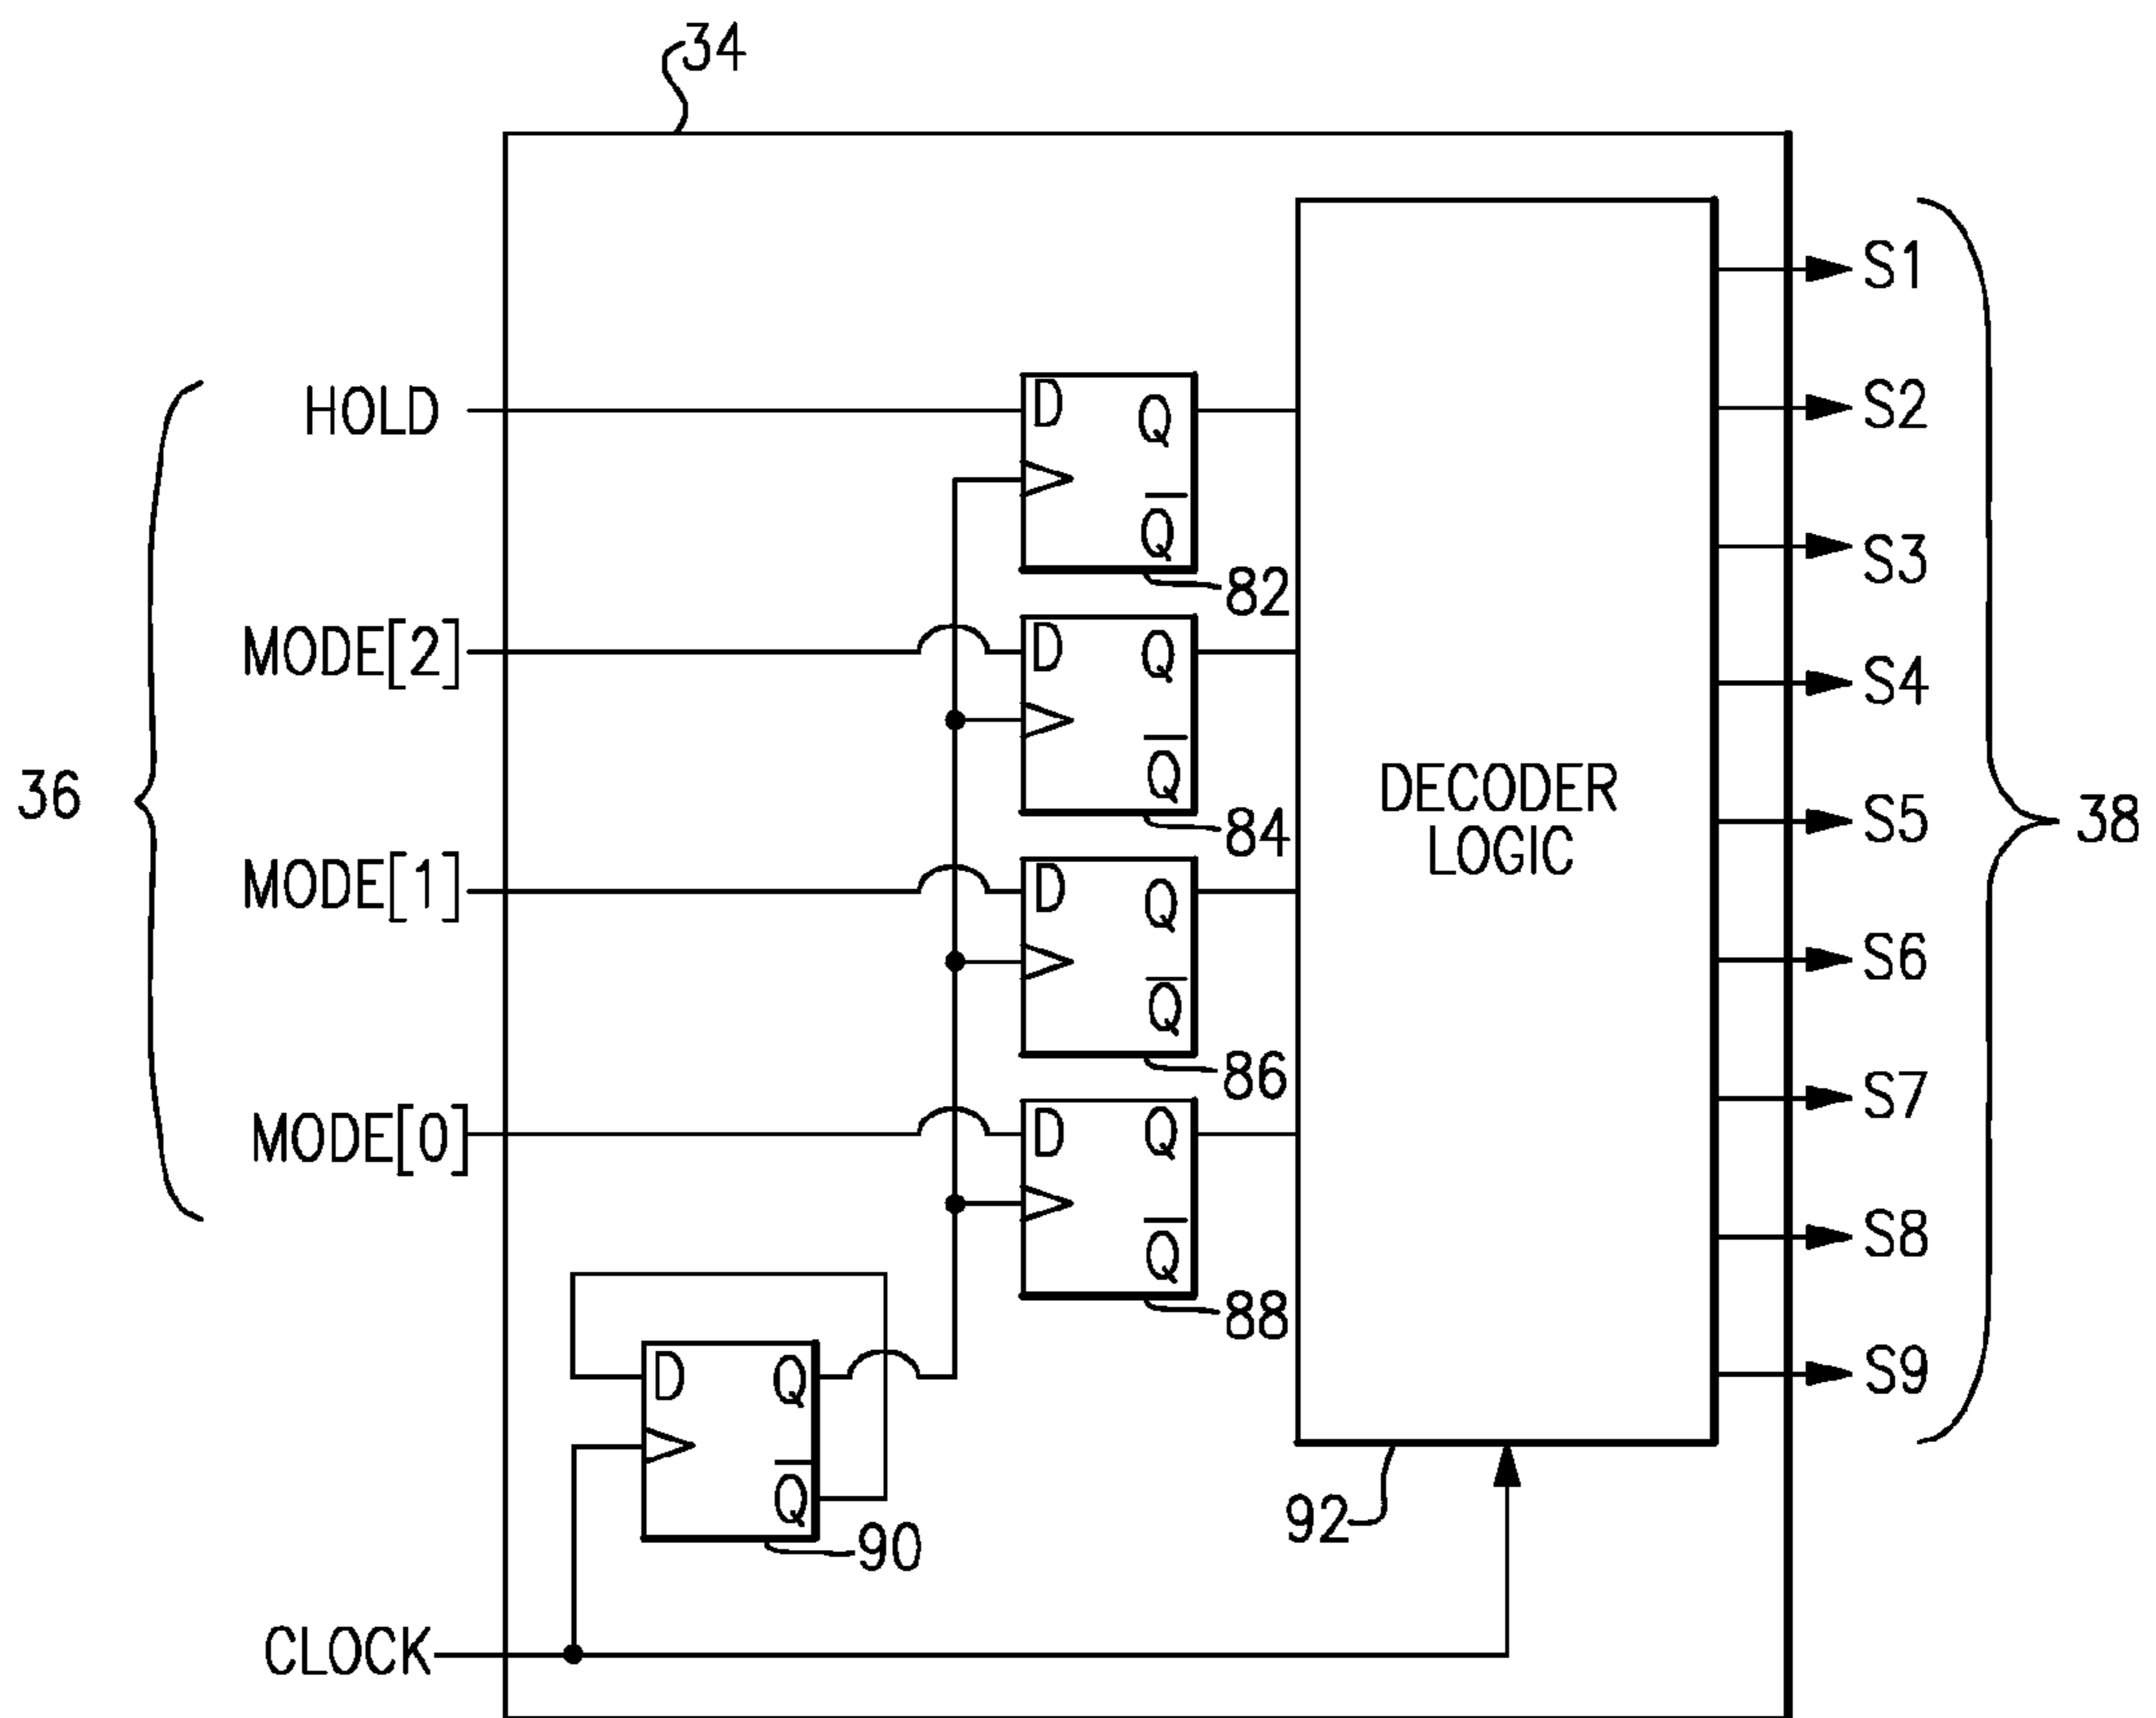 34
HOLD
MODE[2]
MODE[1]
MODE[0]
CLOCK
36
D Q
Q̅
82
D Q
Q̅
84
D Q
Q̅
86
D Q
Q̅
88
D Q
Q̅
90
DECODER
LOGIC
92
S1
S2
S3
S4
S5
S6
S7
S8
S9
38